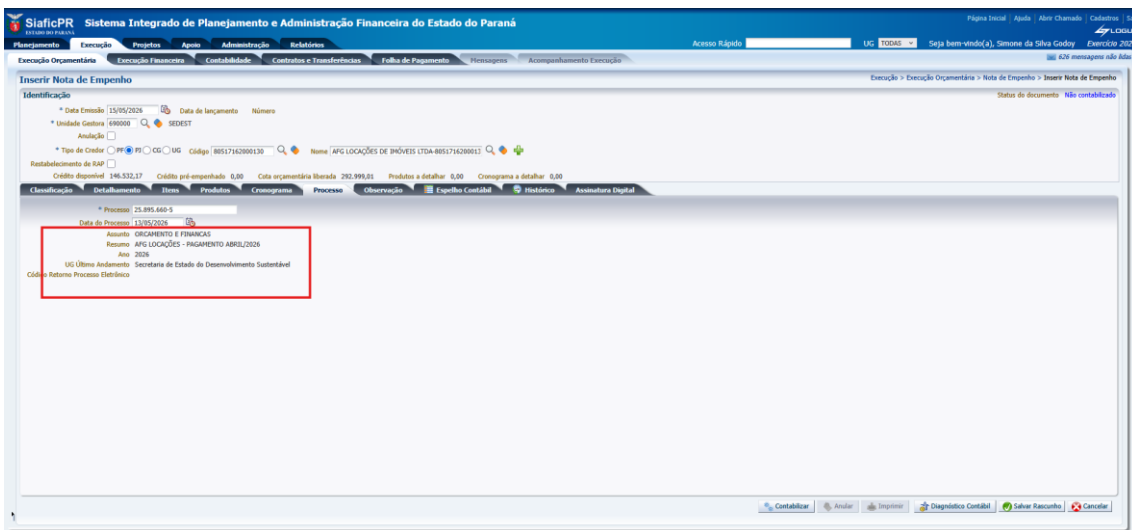 SiaficPR Sistema Integrado de Planejamento e Administração Financeira do Estado do Paraná
ESTADO DO PARANÁ
Página Inicial | Ajuda | Abrir Chamado | Cadastros |
Planejamento Execução Projetos Apoio Administração Relatórios Acesso Rápido UG TODAS Seja bem-vindo(a), Simone da Silva Godoy Exercício 202
Execução Orçamentária Execução Financeira Contabilidade Contratos e Transferências Folha de Pagamento Mensagens Acompanhamento Execução 626 mensagens não lidas
Inserir Nota de Empenho Execução > Execução Orçamentária > Nota de Empenho > Inserir Nota de Empenho
Identificação Status do documento Não contabilizado
* Data Emissão 15/05/2026 Data de lançamento Número
* Unidade Gestora 690000 SEDEST
Anulação
* Tipo de Credor PF PJ CG UG Código 80517162000130 Nome AFG LOCAÇÕES DE IMÓVEIS LTDA-8051716200013
Restabelecimento de RAP
Crédito disponível 146.532,17 Crédito pré-empenhado 0,00 Cota orçamentária liberada 292.999,01 Produtos a detalhar 0,00 Cronograma a detalhar 0,00
Classificação Detalhamento Itens Produtos Cronograma Processo Observação Espelho Contábil Histórico Assinatura Digital
* Processo 25.895.660-5
Data do Processo 13/05/2026
Assunto ORCAMENTO E FINANCAS
Resumo AFG LOCAÇÕES - PAGAMENTO ABRIL/2026
Ano 2026
UG Último Andamento Secretaria de Estado do Desenvolvimento Sustentável
Código Retorno Processo Eletrônico
Contabilizar Anular Imprimir Diagnóstico Contábil Salvar Rascunho Cancelar